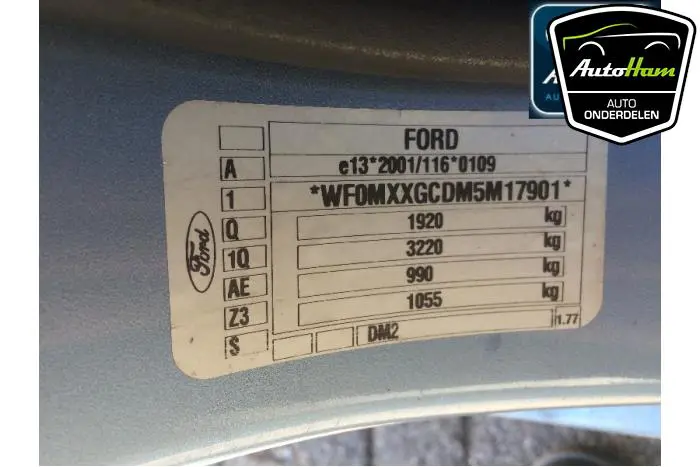 AutoHam
AUTO
ONDERDELEN
FORD
A e13*2001/116*0109
1 *WF0MXXGCDM5M17901*
Q 1920 kg
1Q 3220 kg
AE 990 kg
Z3 1055 kg
S DM2 1.77
Ford